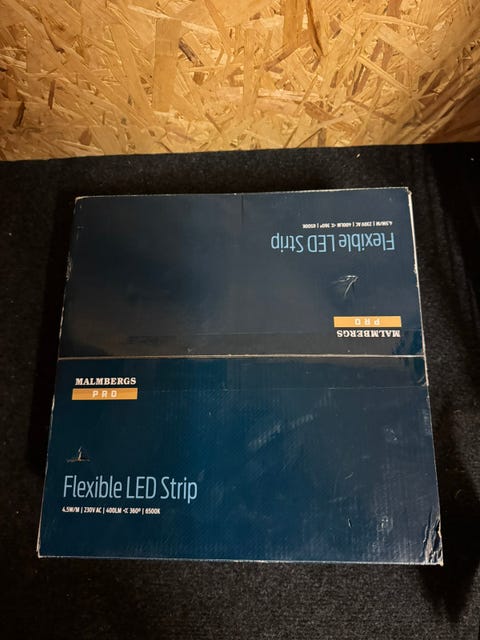 4,5W/M | 230V AC | 400LM ≪ 360º | 6500K
Flexible LED Strip
PRO
MALMBERGS
MALMBERGS
PRO
Flexible LED Strip
4,5W/M | 230V AC | 400LM ≪ 360º | 6500K